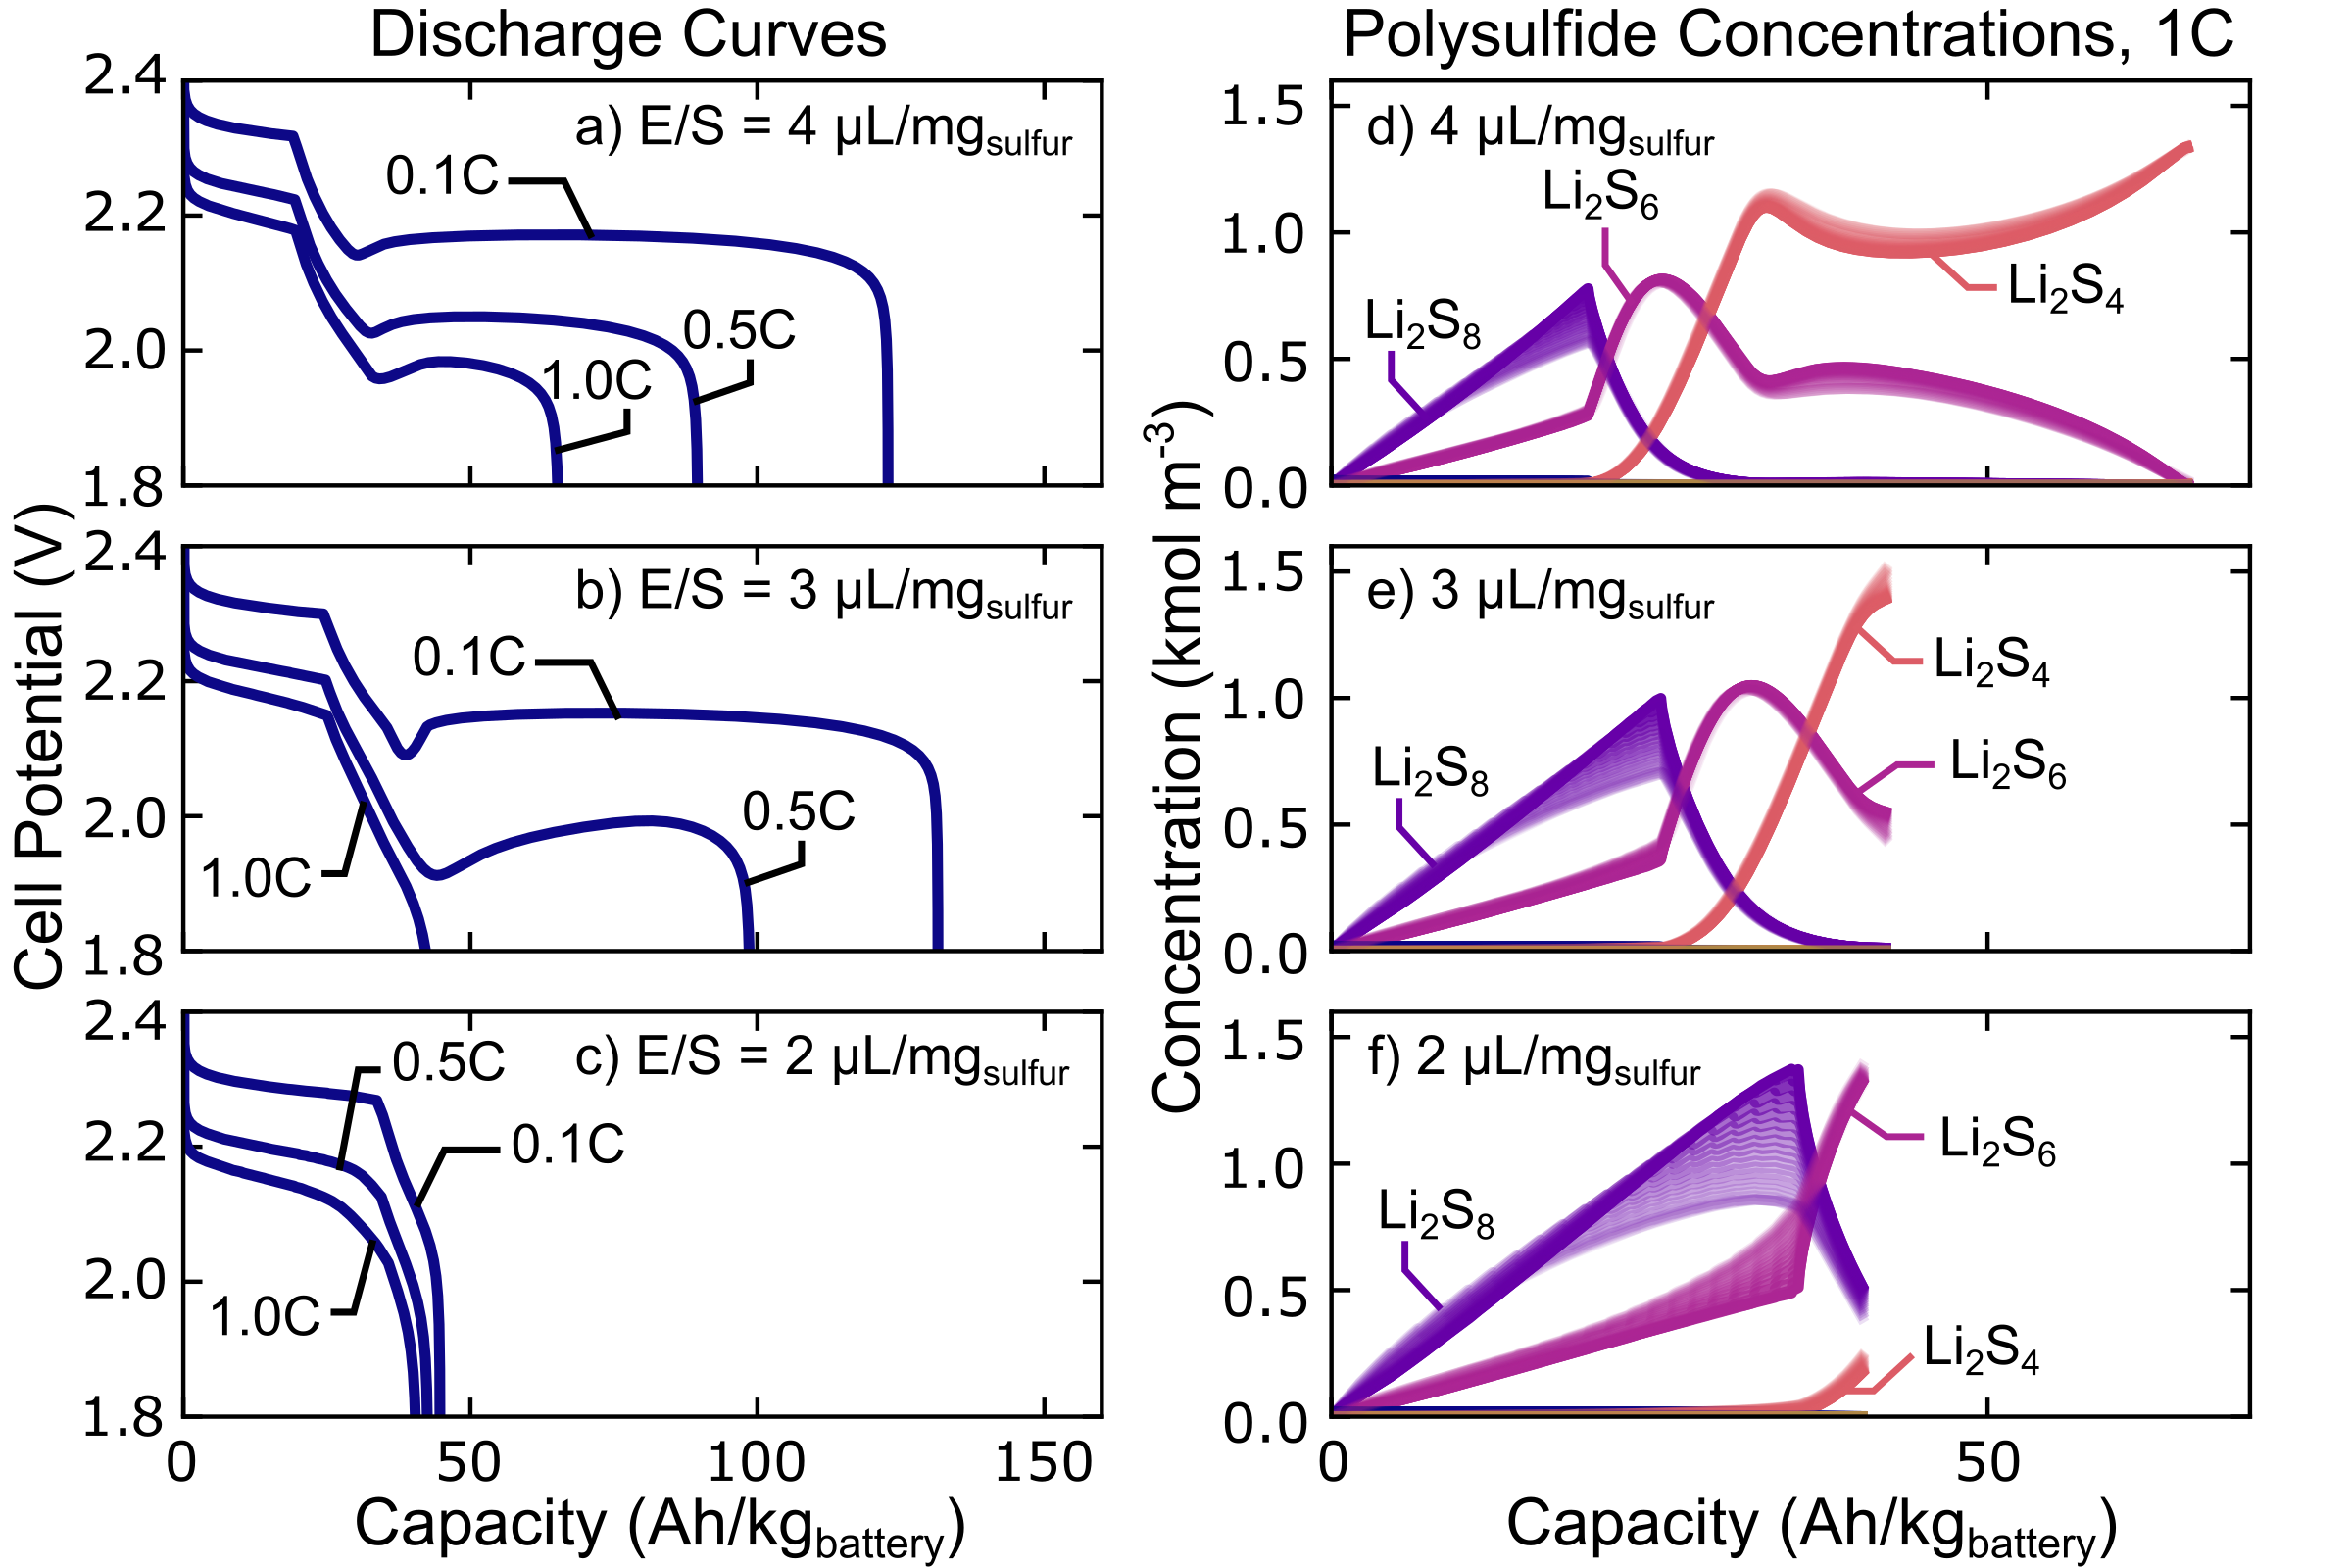 Discharge Curves
Polysulfide Concentrations, 1C
Cell Potential (V)
2.4
2.2
2.0
1.8
a) E/S = 4 µL/mgsulfur
0.1C
0.5C
1.0C
2.4
2.2
2.0
1.8
b) E/S = 3 µL/mgsulfur
0.1C
0.5C
1.0C
2.4
2.2
2.0
1.8
c) E/S = 2 µL/mgsulfur
0.5C
0.1C
1.0C
0
50
100
150
Capacity (Ah/kgbattery)
Concentration (kmol m-3)
1.5
1.0
0.5
0.0
d) 4 µL/mgsulfur
Li2S6
Li2S8
Li2S4
1.5
1.0
0.5
0.0
e) 3 µL/mgsulfur
Li2S4
Li2S6
Li2S8
1.5
1.0
0.5
0.0
f) 2 µL/mgsulfur
Li2S6
Li2S8
Li2S4
0
50
Capacity (Ah/kgbattery)